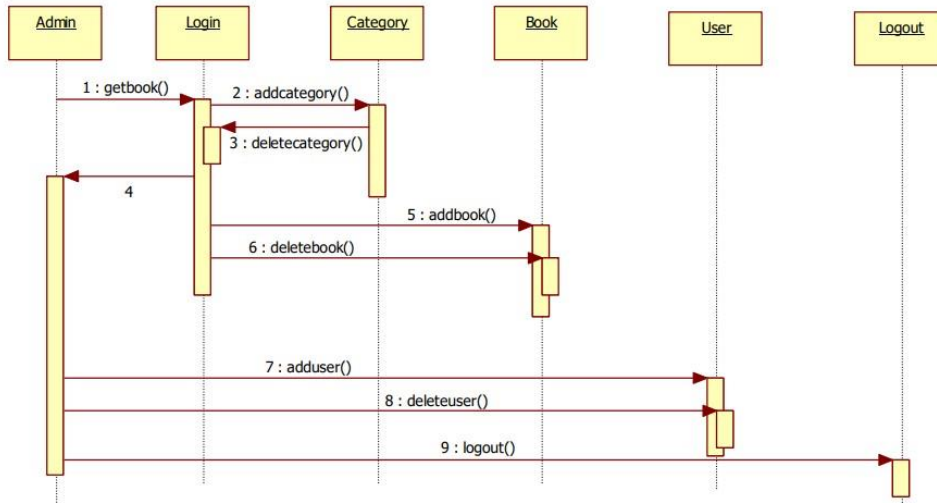 Admin
Login
Category
Book
User
Logout
1 : getbook()
2 : addcategory()
3 : deletecategory()
4
5 : addbook()
6 : deletebook()
7 : adduser()
8 : deleteuser()
9 : logout()